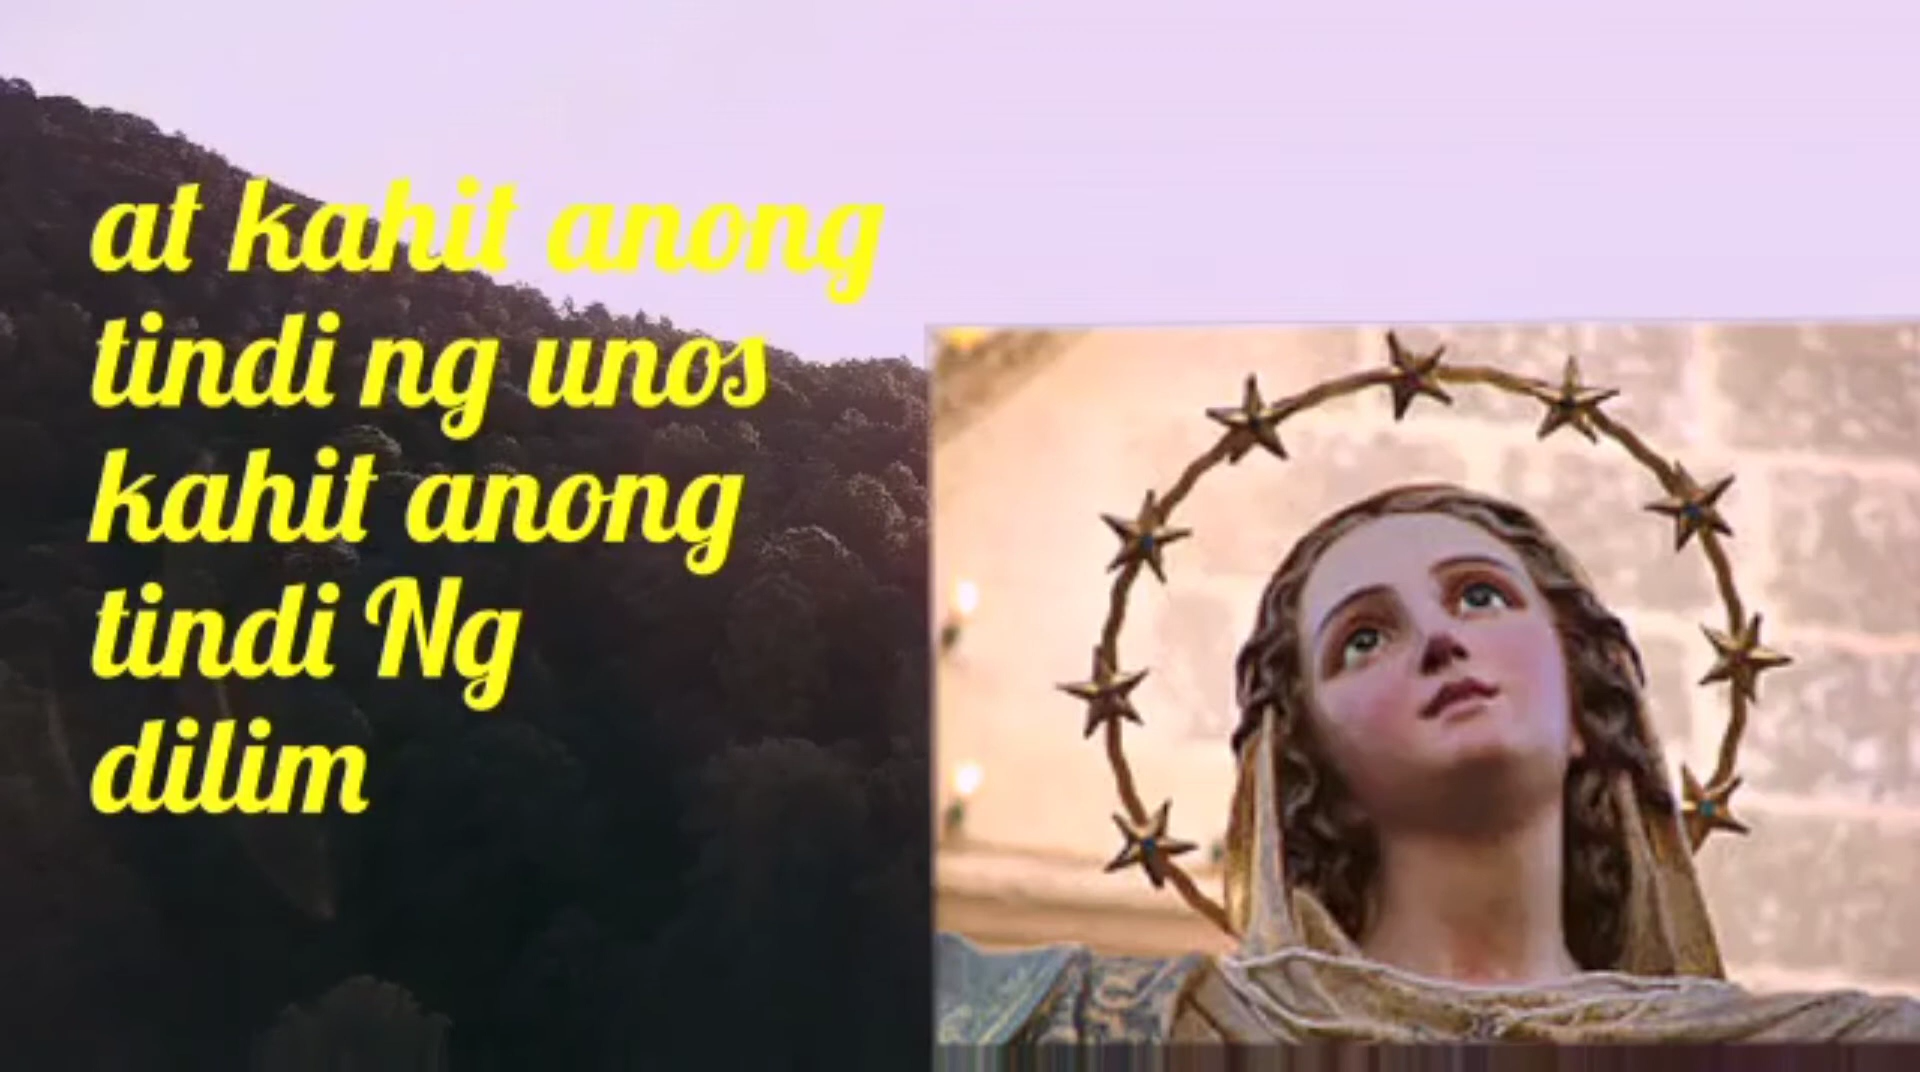 at kahit anong
tindi ng unos
kahit anong
tindi Ng
dilim